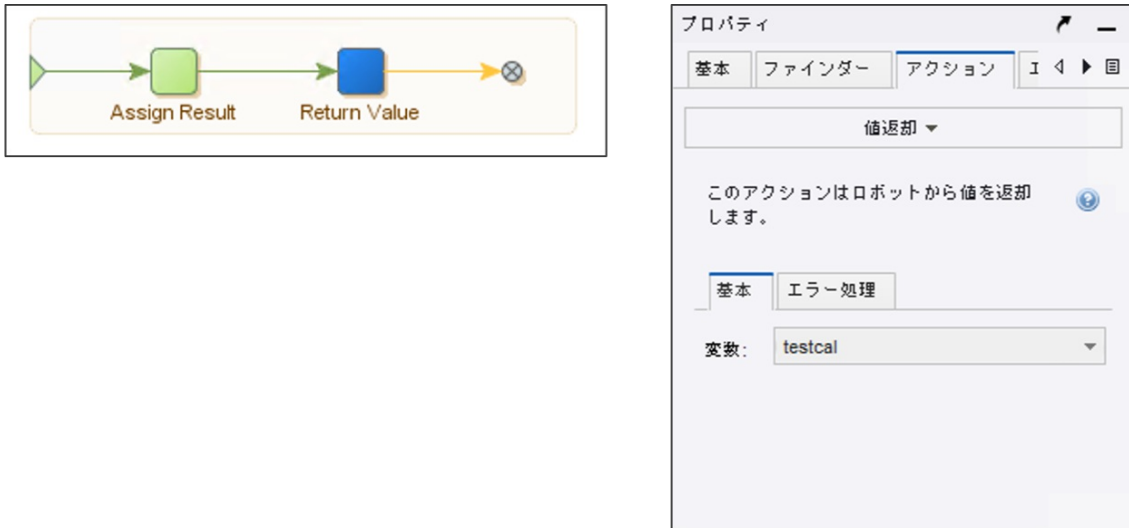 Assign Result
Return Value
プロパティ
基本 ファインダー アクション エ
値返却
このアクションはロボットから値を返却
します。
基本 エラー処理
変数: testcal